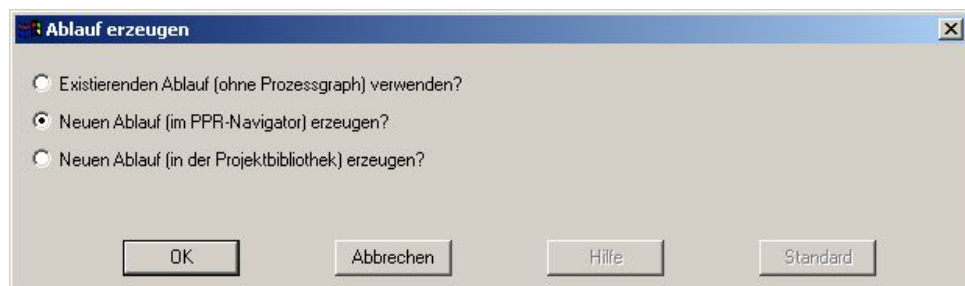 Ablauf erzeugen
Existierenden Ablauf (ohne Prozessgraph) verwenden?
Neuen Ablauf (im PPR-Navigator) erzeugen?
Neuen Ablauf (in der Projektbibliothek) erzeugen?
OK Abbrechen Hilfe Standard